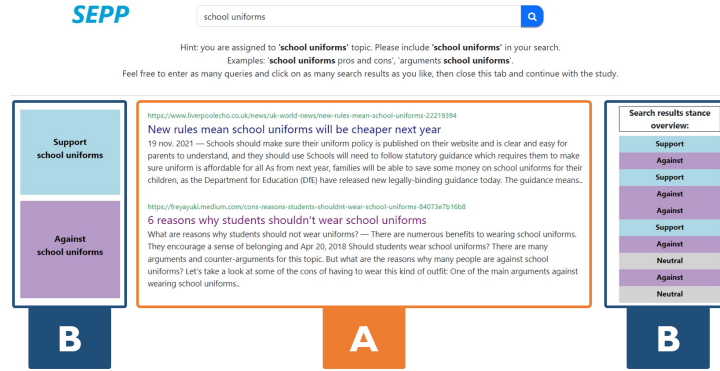 SEPP
school uniforms
Hint: you are assigned to 'school uniforms' topic. Please include 'school uniforms' in your search.
Examples: 'school uniforms pros and cons', 'arguments school uniforms'.
Feel free to enter as many queries and click on as many search results as you like, then close this tab and continue with the study.
Support
school uniforms
Against
school uniforms
B
https://www.liverpoolecho.co.uk/news/uk-world-news/new-rules-mean-school-uniforms-22219394
New rules mean school uniforms will be cheaper next year
19 nov. 2021 — Schools should make sure their uniform policy is published on their website and is clear and easy for
parents to understand, and they should use Schools will need to follow statutory guidance which requires them to make
sure uniform is affordable for all As from next year, families will be able to save some money on school uniforms for their
children, as the Department for Education (DfE) have released new legally-binding guidance today. The guidance means..
https://freyayuki.medium.com/cons-reasons-students-shouldnt-wear-school-uniforms-84073e7b16b8
6 reasons why students shouldn't wear school uniforms
What are reasons why students should not wear uniforms? — There are numerous benefits to wearing school uniforms.
They encourage a sense of belonging and Apr 20, 2018 Should students wear school uniforms? There are many
arguments and counter-arguments for this topic. But what are the reasons why many people are against school
uniforms? Let's take a look at some of the cons of having to wear this kind of outfit: One of the main arguments against
wearing school uniforms..
A
Search results stance
overview:
Support
Against
Support
Against
Against
Support
Against
Neutral
Against
Neutral
B